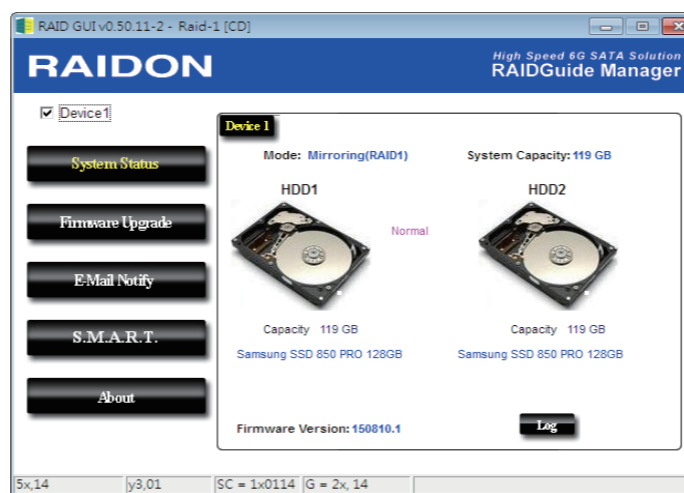 RAID GUI v0.50.11-2 - Raid-1 [CD]
RAIDON
High Speed 6G SATA Solution
RAIDGuide Manager
Device1
Device 1
System Status
Firmware Upgrade
E-Mail Notify
S.M.A.R.T.
About
Mode: Mirroring(RAID1)
System Capacity: 119 GB
HDD1
HDD2
Normal
Capacity 119 GB
Capacity 119 GB
Samsung SSD 850 PRO 128GB
Samsung SSD 850 PRO 128GB
Firmware Version: 150810.1
Log
5x,14
y3,01
SC = 1x0114
G = 2x, 14